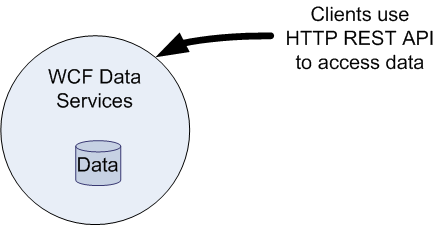 Clients use
HTTP REST API
to access data
WCF Data
Services
Data